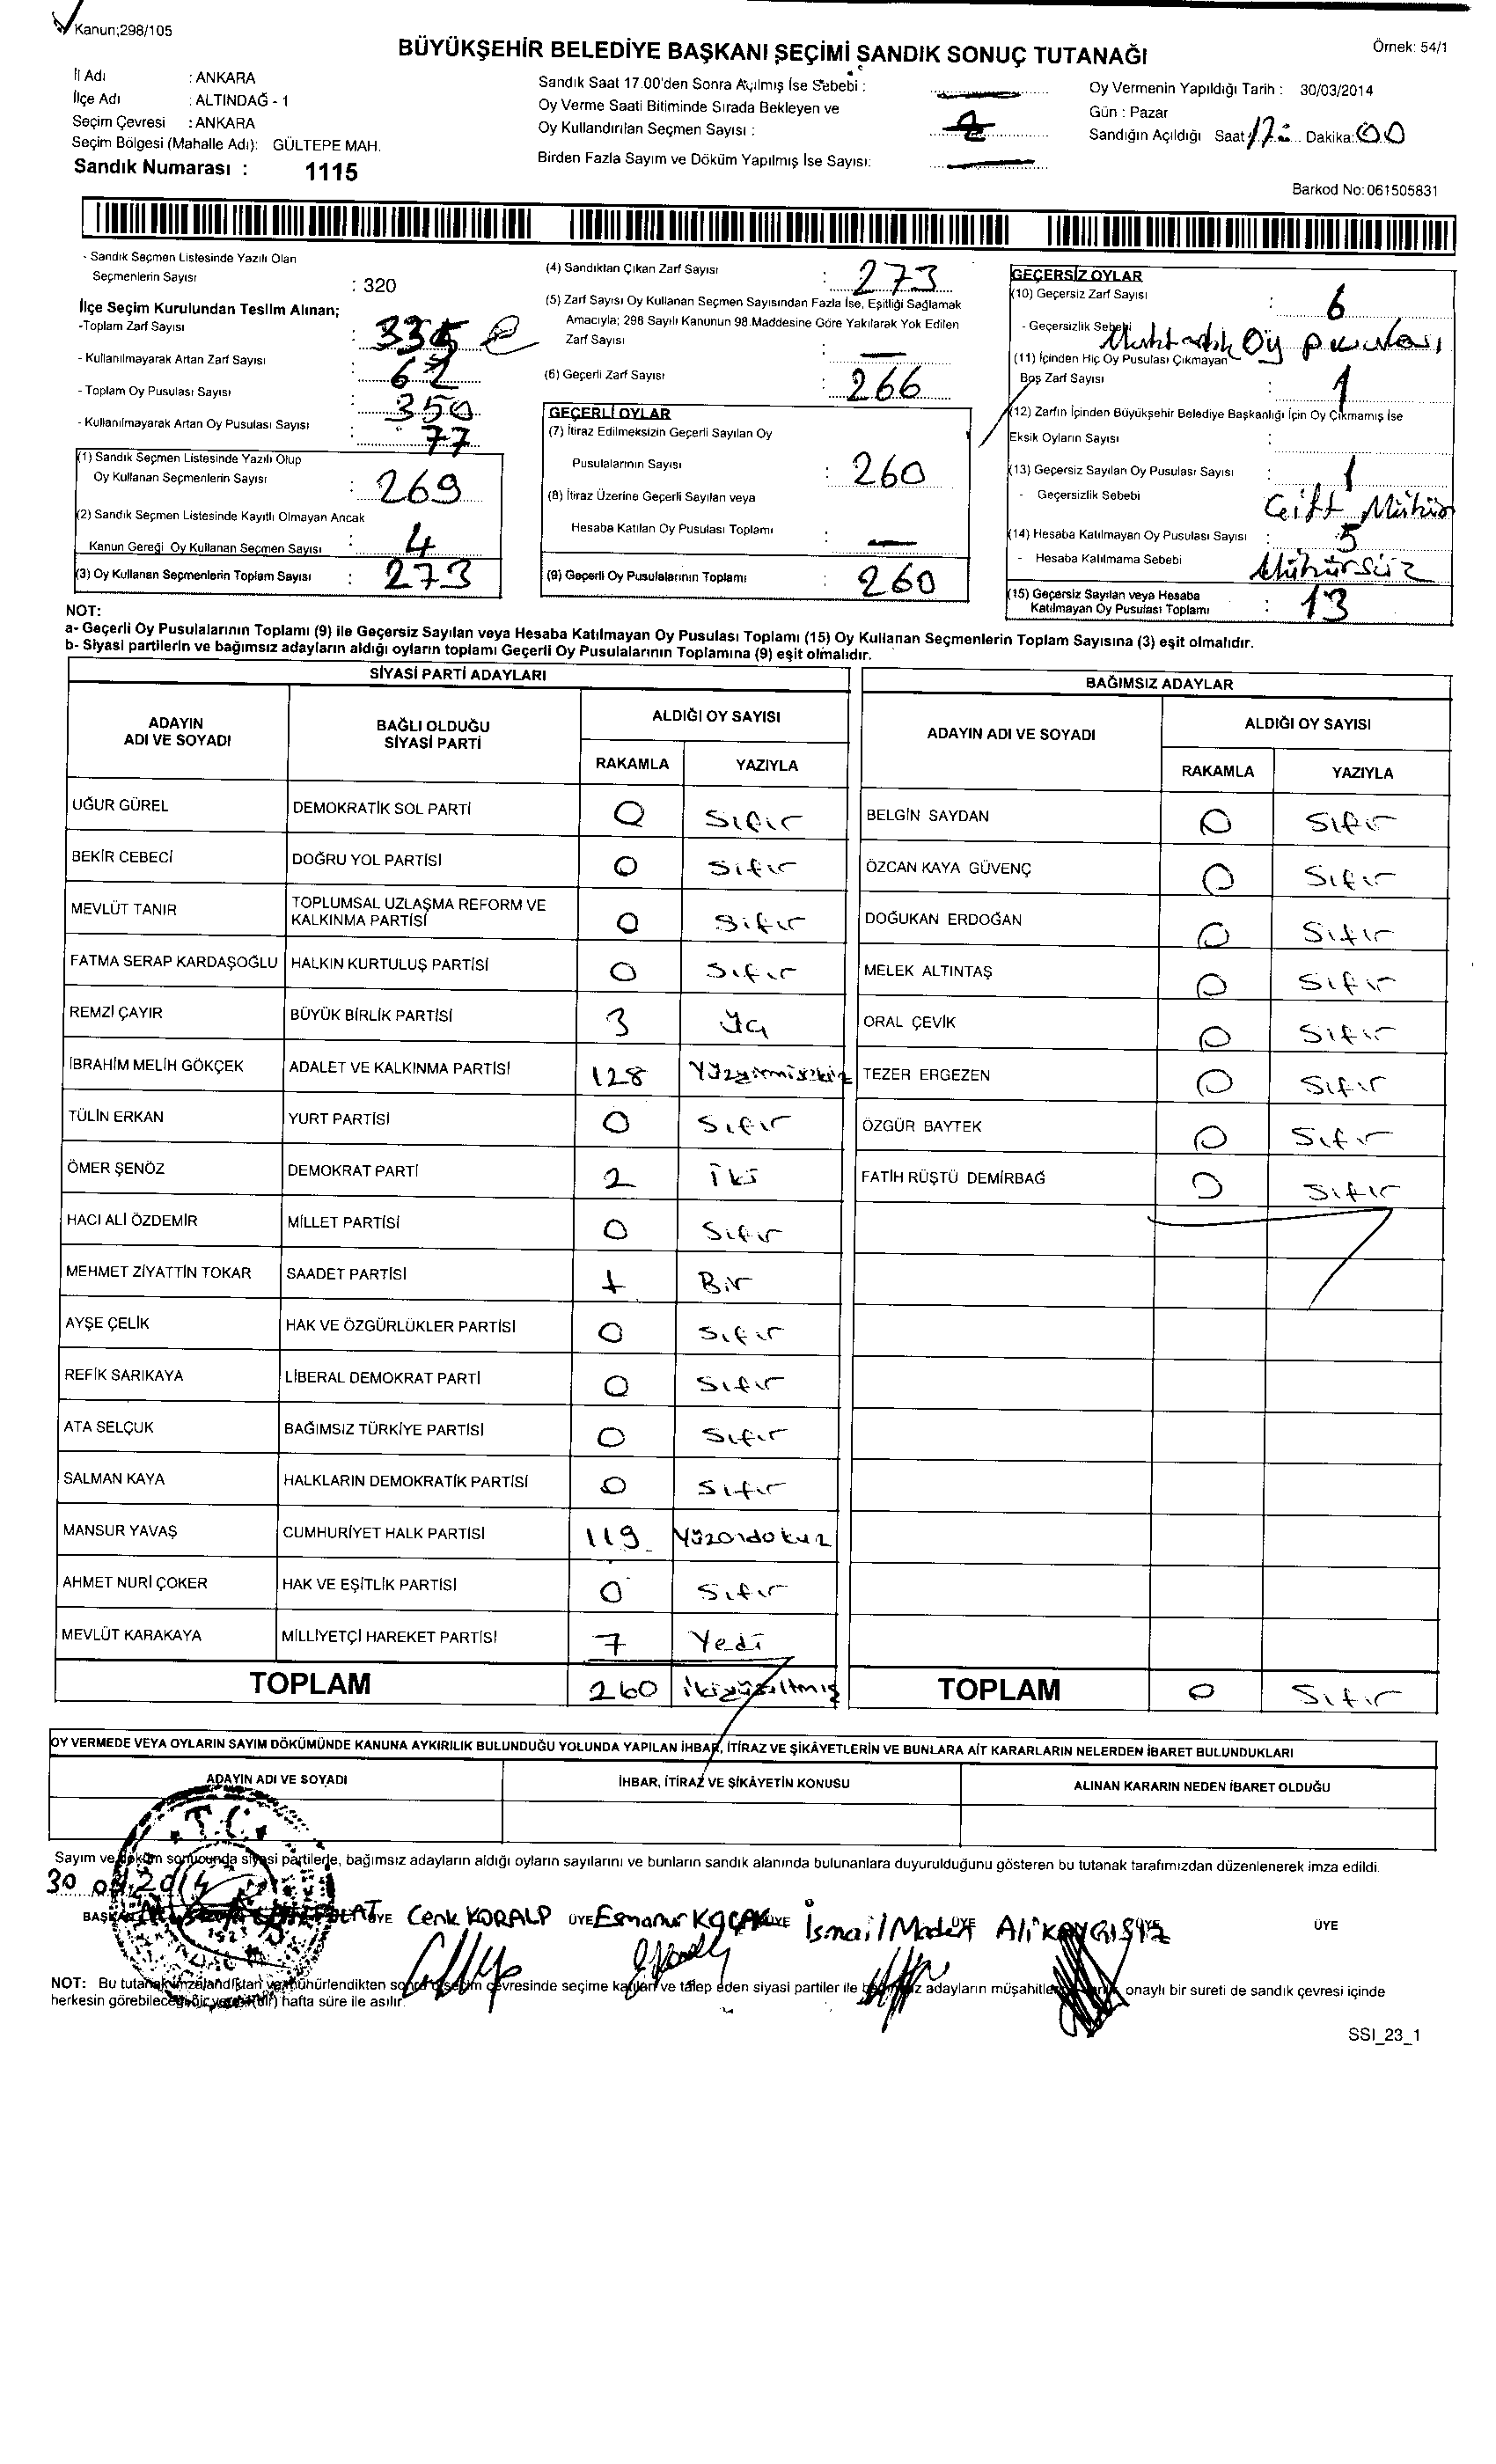 Kanun;298/105
Örnek: 54/1
BÜYÜKŞEHİR BELEDİYE BAŞKANI SEÇİMİ SANDIK SONUÇ TUTANAĞI
İl Adı : ANKARA
İlçe Adı : ALTINDAĞ - 1
Seçim Çevresi : ANKARA
Seçim Bölgesi (Mahalle Adı): GÜLTEPE MAH.
Sandık Numarası : 1115
Sandık Saat 17.00'den Sonra Açılmış İse Sebebi :
Oy Verme Saati Bitiminde Sırada Bekleyen ve
Oy Kullandırılan Seçmen Sayısı :
Birden Fazla Sayım ve Döküm Yapılmış İse Sayısı:
Oy Vermenin Yapıldığı Tarih : 30/03/2014
Gün : Pazar
Sandığın Açıldığı Saat 17 Dakika: 00
Barkod No: 061505831
- Sandık Seçmen Listesinde Yazılı Olan
Seçmenlerin Sayısı : 320
İlçe Seçim Kurulundan Teslim Alınan;
-Toplam Zarf Sayısı : 335
- Kullanılmayarak Artan Zarf Sayısı : 62
- Toplam Oy Pusulası Sayısı : 350
- Kullanılmayarak Artan Oy Pusulası Sayısı : 77
(1) Sandık Seçmen Listesinde Yazılı Olup
Oy Kullanan Seçmenlerin Sayısı : 269
(2) Sandık Seçmen Listesinde Kayıtlı Olmayan Ancak
Kanun Gereği Oy Kullanan Seçmen Sayısı : 4
(3) Oy Kullanan Seçmenlerin Toplam Sayısı : 273
(4) Sandıktan Çıkan Zarf Sayısı : 273
(5) Zarf Sayısı Oy Kullanan Seçmen Sayısından Fazla İse, Eşitliği Sağlamak
Amacıyla; 298 Sayılı Kanunun 98.Maddesine Göre Yakılarak Yok Edilen
Zarf Sayısı : —
(6) Geçerli Zarf Sayısı : 266
GEÇERLİ OYLAR
(7) İtiraz Edilmeksizin Geçerli Sayılan Oy
Pusulalarının Sayısı : 260
(8) İtiraz Üzerine Geçerli Sayılan veya
Hesaba Katılan Oy Pusulası Toplamı : —
(9) Geçerli Oy Pusulalarının Toplamı : 260
GEÇERSİZ OYLAR
(10) Geçersiz Zarf Sayısı : 6
- Geçersizlik Sebebi Muhtarlık Oy pusulası
(11) İçinden Hiç Oy Pusulası Çıkmayan
Boş Zarf Sayısı : 1
(12) Zarfın İçinden Büyükşehir Belediye Başkanlığı İçin Oy Çıkmamış İse
Eksik Oyların Sayısı :
(13) Geçersiz Sayılan Oy Pusulası Sayısı : 1
- Geçersizlik Sebebi Çift Mühür
(14) Hesaba Katılmayan Oy Pusulası Sayısı : 5
- Hesaba Katılmama Sebebi Mühürsüz
(15) Geçersiz Sayılan veya Hesaba
Katılmayan Oy Pusulası Toplamı : 13
NOT:
a- Geçerli Oy Pusulalarının Toplamı (9) ile Geçersiz Sayılan veya Hesaba Katılmayan Oy Pusulası Toplamı (15) Oy Kullanan Seçmenlerin Toplam Sayısına (3) eşit olmalıdır.
b- Siyasi partilerin ve bağımsız adayların aldığı oyların toplamı Geçerli Oy Pusulalarının Toplamına (9) eşit olmalıdır.
SİYASİ PARTİ ADAYLARI
ADAYIN ADI VE SOYADI
BAĞLI OLDUĞU SİYASİ PARTİ
ALDIĞI OY SAYISI
RAKAMLA YAZIYLA
UĞUR GÜREL DEMOKRATİK SOL PARTİ 0 Sıfır
BEKİR CEBECİ DOĞRU YOL PARTİSİ 0 Sıfır
MEVLÜT TANIR TOPLUMSAL UZLAŞMA REFORM VE KALKINMA PARTİSİ 0 Sıfır
FATMA SERAP KARDAŞOĞLU HALKIN KURTULUŞ PARTİSİ 0 Sıfır
REMZİ ÇAYIR BÜYÜK BİRLİK PARTİSİ 3 Üç
İBRAHİM MELİH GÖKÇEK ADALET VE KALKINMA PARTİSİ 128 Yüzyirmisekiz
TÜLİN ERKAN YURT PARTİSİ 0 Sıfır
ÖMER ŞENÖZ DEMOKRAT PARTİ 2 İki
HACI ALİ ÖZDEMİR MİLLET PARTİSİ 0 Sıfır
MEHMET ZİYATTİN TOKAR SAADET PARTİSİ 1 Bir
AYŞE ÇELİK HAK VE ÖZGÜRLÜKLER PARTİSİ 0 Sıfır
REFİK SARIKAYA LİBERAL DEMOKRAT PARTİ 0 Sıfır
ATA SELÇUK BAĞIMSIZ TÜRKİYE PARTİSİ 0 Sıfır
SALMAN KAYA HALKLARIN DEMOKRATİK PARTİSİ 0 Sıfır
MANSUR YAVAŞ CUMHURİYET HALK PARTİSİ 119 Yüzondokuz
AHMET NURİ ÇOKER HAK VE EŞİTLİK PARTİSİ 0 Sıfır
MEVLÜT KARAKAYA MİLLİYETÇİ HAREKET PARTİSİ 7 Yedi
TOPLAM 260 ikiyüzaltmış
BAĞIMSIZ ADAYLAR
ADAYIN ADI VE SOYADI
ALDIĞI OY SAYISI
RAKAMLA YAZIYLA
BELGİN SAYDAN 0 Sıfır
ÖZCAN KAYA GÜVENÇ 0 Sıfır
DOĞUKAN ERDOĞAN 0 Sıfır
MELEK ALTINTAŞ 0 Sıfır
ORAL ÇEVİK 0 Sıfır
TEZER ERGEZEN 0 Sıfır
ÖZGÜR BAYTEK 0 Sıfır
FATİH RÜŞTÜ DEMİRBAĞ 0 Sıfır
TOPLAM 0 Sıfır
OY VERMEDE VEYA OYLARIN SAYIM DÖKÜMÜNDE KANUNA AYKIRILIK BULUNDUĞU YOLUNDA YAPILAN İHBAR, İTİRAZ VE ŞİKÂYETLERİN VE BUNLARA AİT KARARLARIN NELERDEN İBARET BULUNDUKLARI
ADAYIN ADI VE SOYADI
İHBAR, İTİRAZ VE ŞİKÂYETİN KONUSU
ALINAN KARARIN NEDEN İBARET OLDUĞU
T.C.
Sayım ve döküm sonucunda siyasi partilerle, bağımsız adayların aldığı oyların sayılarını ve bunların sandık alanında bulunanlara duyurulduğunu gösteren bu tutanak tarafımızdan düzenlenerek imza edildi.
30 03 2014
BAŞKAN ÜYE Cenk KORALP ÜYE Esmanur KOÇAK ÜYE İsmail Maden ÜYE Ali KAYGISIZ ÜYE ÜYE
NOT: Bu tutanak imzalandıktan ve mühürlendikten sonra o seçim çevresinde seçime katılan ve talep eden siyasi partiler ile bağımsız adayların müşahitlerine onaylı bir sureti de sandık çevresi içinde
herkesin görebileceği bir yere (bir) hafta süre ile asılır.
SSI_23_1